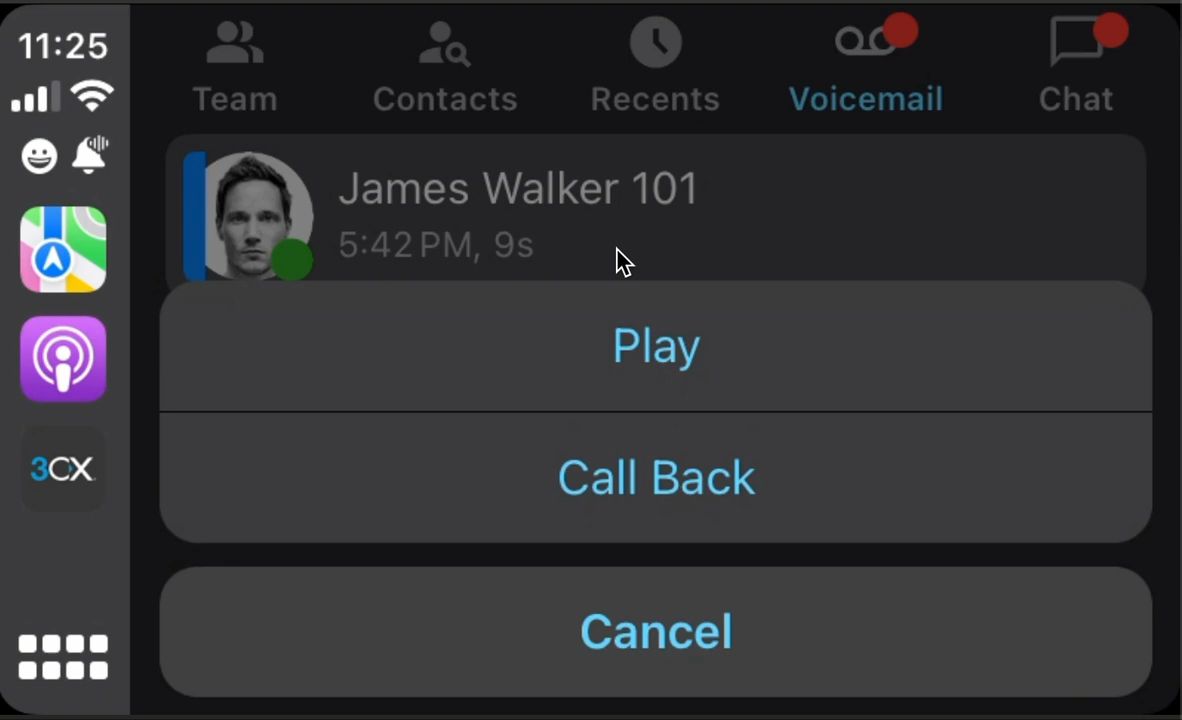 11:25
Team
Contacts
Recents
Voicemail
Chat
James Walker 101
5:42 PM, 9s
Play
Call Back
3CX
Cancel